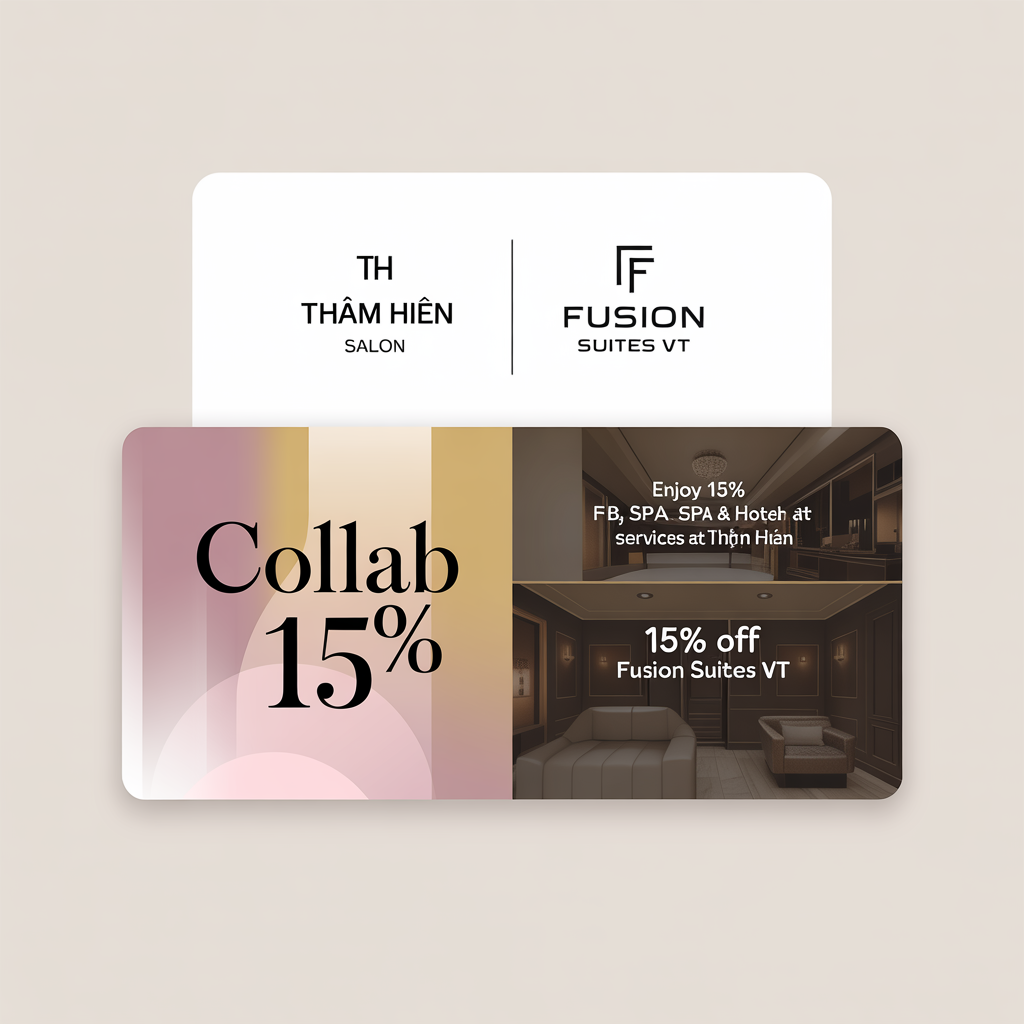 TH
THÂM HIÊN
SALON
FUSION
SUITES VT
Collab
15%
Enjoy 15%
FB, SPA SPA & Hoteh at
services at
15% off
Fusion Suites VT